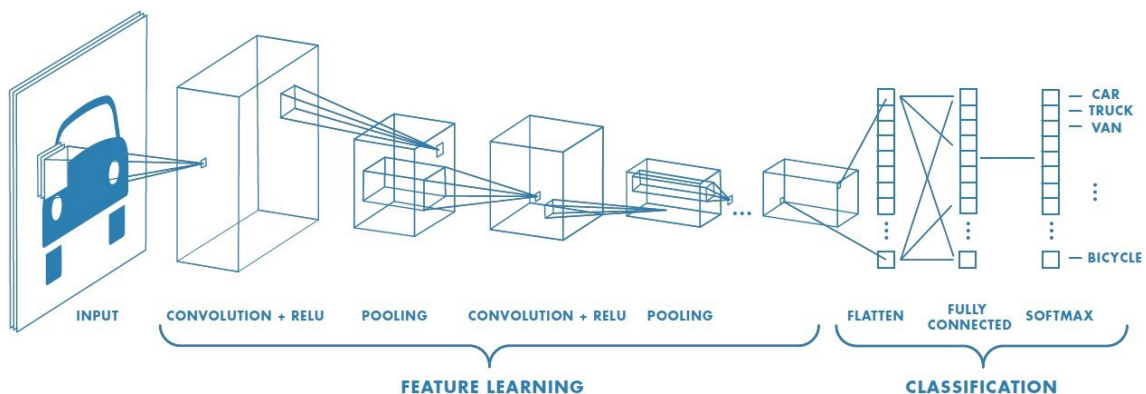 CAR
TRUCK
VAN
BICYCLE
INPUT
CONVOLUTION + RELU
POOLING
CONVOLUTION + RELU
POOLING
FLATTEN
FULLY
CONNECTED
SOFTMAX
FEATURE LEARNING
CLASSIFICATION